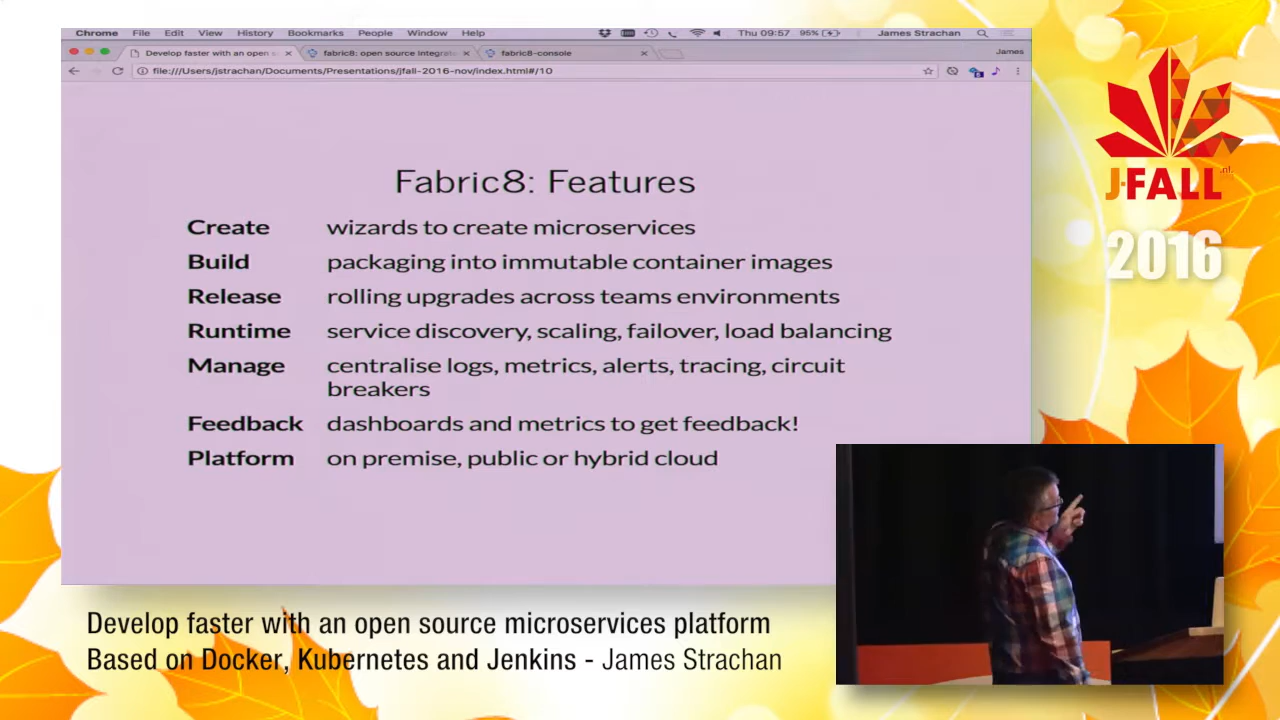 Chrome File Edit View History Bookmarks People Window Help Thu 09:57 95% James Strachan
Develop faster with an open s fabric8: open source Integrat fabric8-console James
file:///Users/jstrachan/Documents/Presentations/jfall-2016-nov/index.html#/10
Fabric8: Features
Create wizards to create microservices
Build packaging into immutable container images
Release rolling upgrades across teams environments
Runtime service discovery, scaling, failover, load balancing
Manage centralise logs, metrics, alerts, tracing, circuit
breakers
Feedback dashboards and metrics to get feedback!
Platform on premise, public or hybrid cloud
J-FALL.nl
2016
Develop faster with an open source microservices platform
Based on Docker, Kubernetes and Jenkins - James Strachan